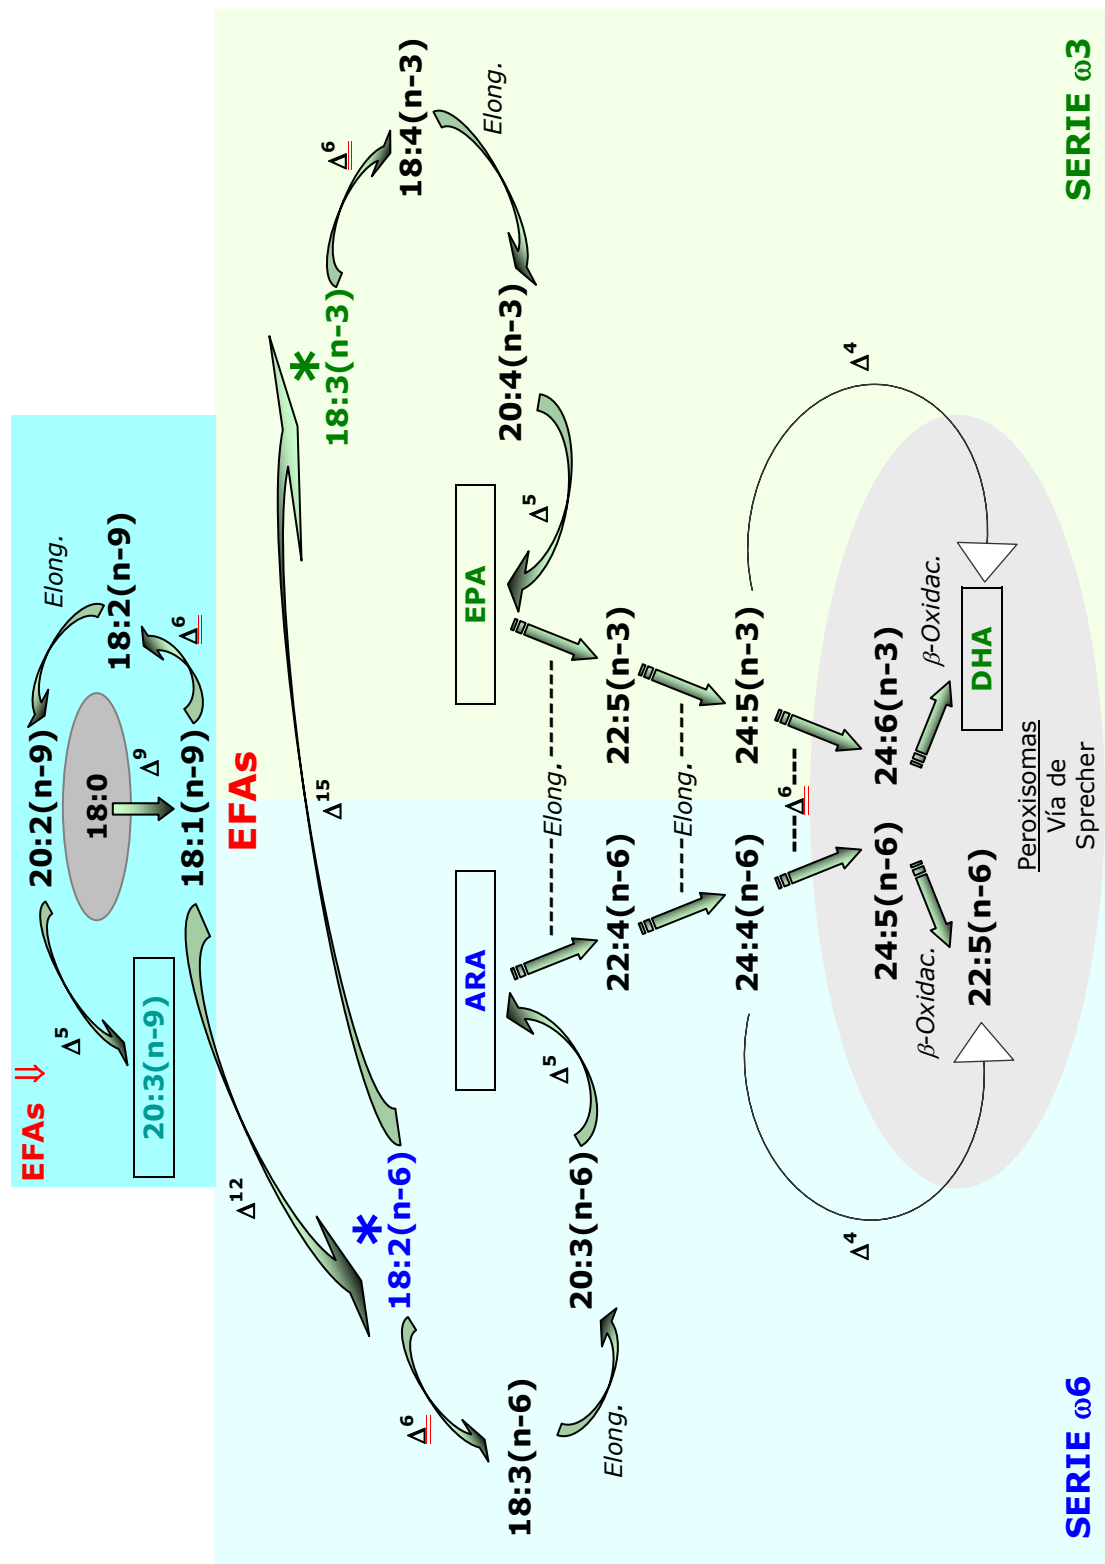 EFAs ⇓
20:2(n–9)
Elong.
Δ5
18:0
18:2(n–9)
20:3(n–9)
Δ9
Δ6
18:1(n–9)
EFAs
Δ12
Δ15
*
18:3(n–3)
Δ6
*
18:2(n–6)
18:4(n–3)
Δ6
Elong.
ARA
EPA
18:3(n–6)
20:4(n–3)
Δ5
Δ5
Elong.
20:3(n–6)
Elong.
22:4(n–6)
22:5(n–3)
Elong.
24:4(n–6)
24:5(n–3)
Δ6
Δ4
Δ4
24:5(n–6)
24:6(n–3)
β-Oxidac.
β-Oxidac.
22:5(n–6)
DHA
Peroxisomas
Vía de
Sprecher
SERIE ω6
SERIE ω3